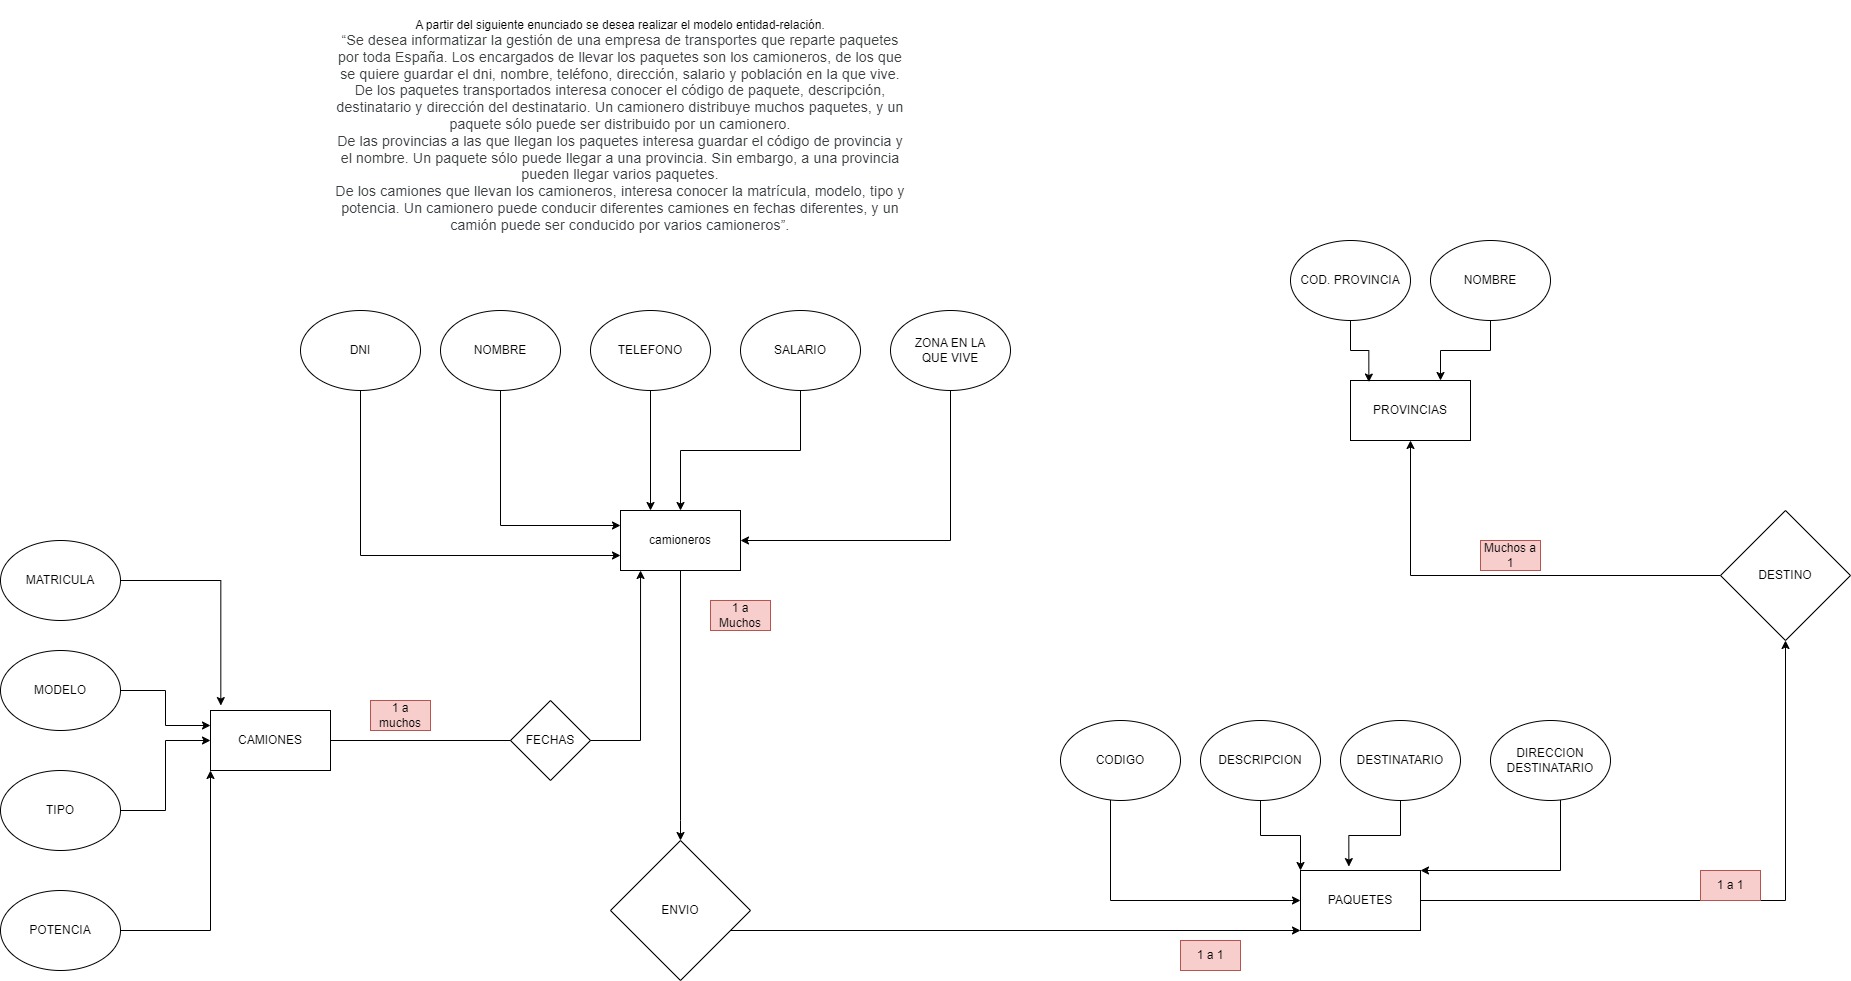 A partir del siguiente enunciado se desea realizar el modelo entidad-relación.
“Se desea informatizar la gestión de una empresa de transportes que reparte paquetes
por toda España. Los encargados de llevar los paquetes son los camioneros, de los que
se quiere guardar el dni, nombre, teléfono, dirección, salario y población en la que vive.
De los paquetes transportados interesa conocer el código de paquete, descripción,
destinatario y dirección del destinatario. Un camionero distribuye muchos paquetes, y un
paquete sólo puede ser distribuido por un camionero.
De las provincias a las que llegan los paquetes interesa guardar el código de provincia y
el nombre. Un paquete sólo puede llegar a una provincia. Sin embargo, a una provincia
pueden llegar varios paquetes.
De los camiones que llevan los camioneros, interesa conocer la matrícula, modelo, tipo y
potencia. Un camionero puede conducir diferentes camiones en fechas diferentes, y un
camión puede ser conducido por varios camioneros”.
COD. PROVINCIA
NOMBRE
DNI
NOMBRE
TELEFONO
SALARIO
ZONA EN LA
QUE VIVE
PROVINCIAS
camioneros
Muchos a
1
DESTINO
MATRICULA
1 a
Muchos
MODELO
1 a
muchos
CAMIONES
FECHAS
CODIGO
DESCRIPCION
DESTINATARIO
DIRECCION
DESTINATARIO
TIPO
1 a 1
PAQUETES
ENVIO
POTENCIA
1 a 1